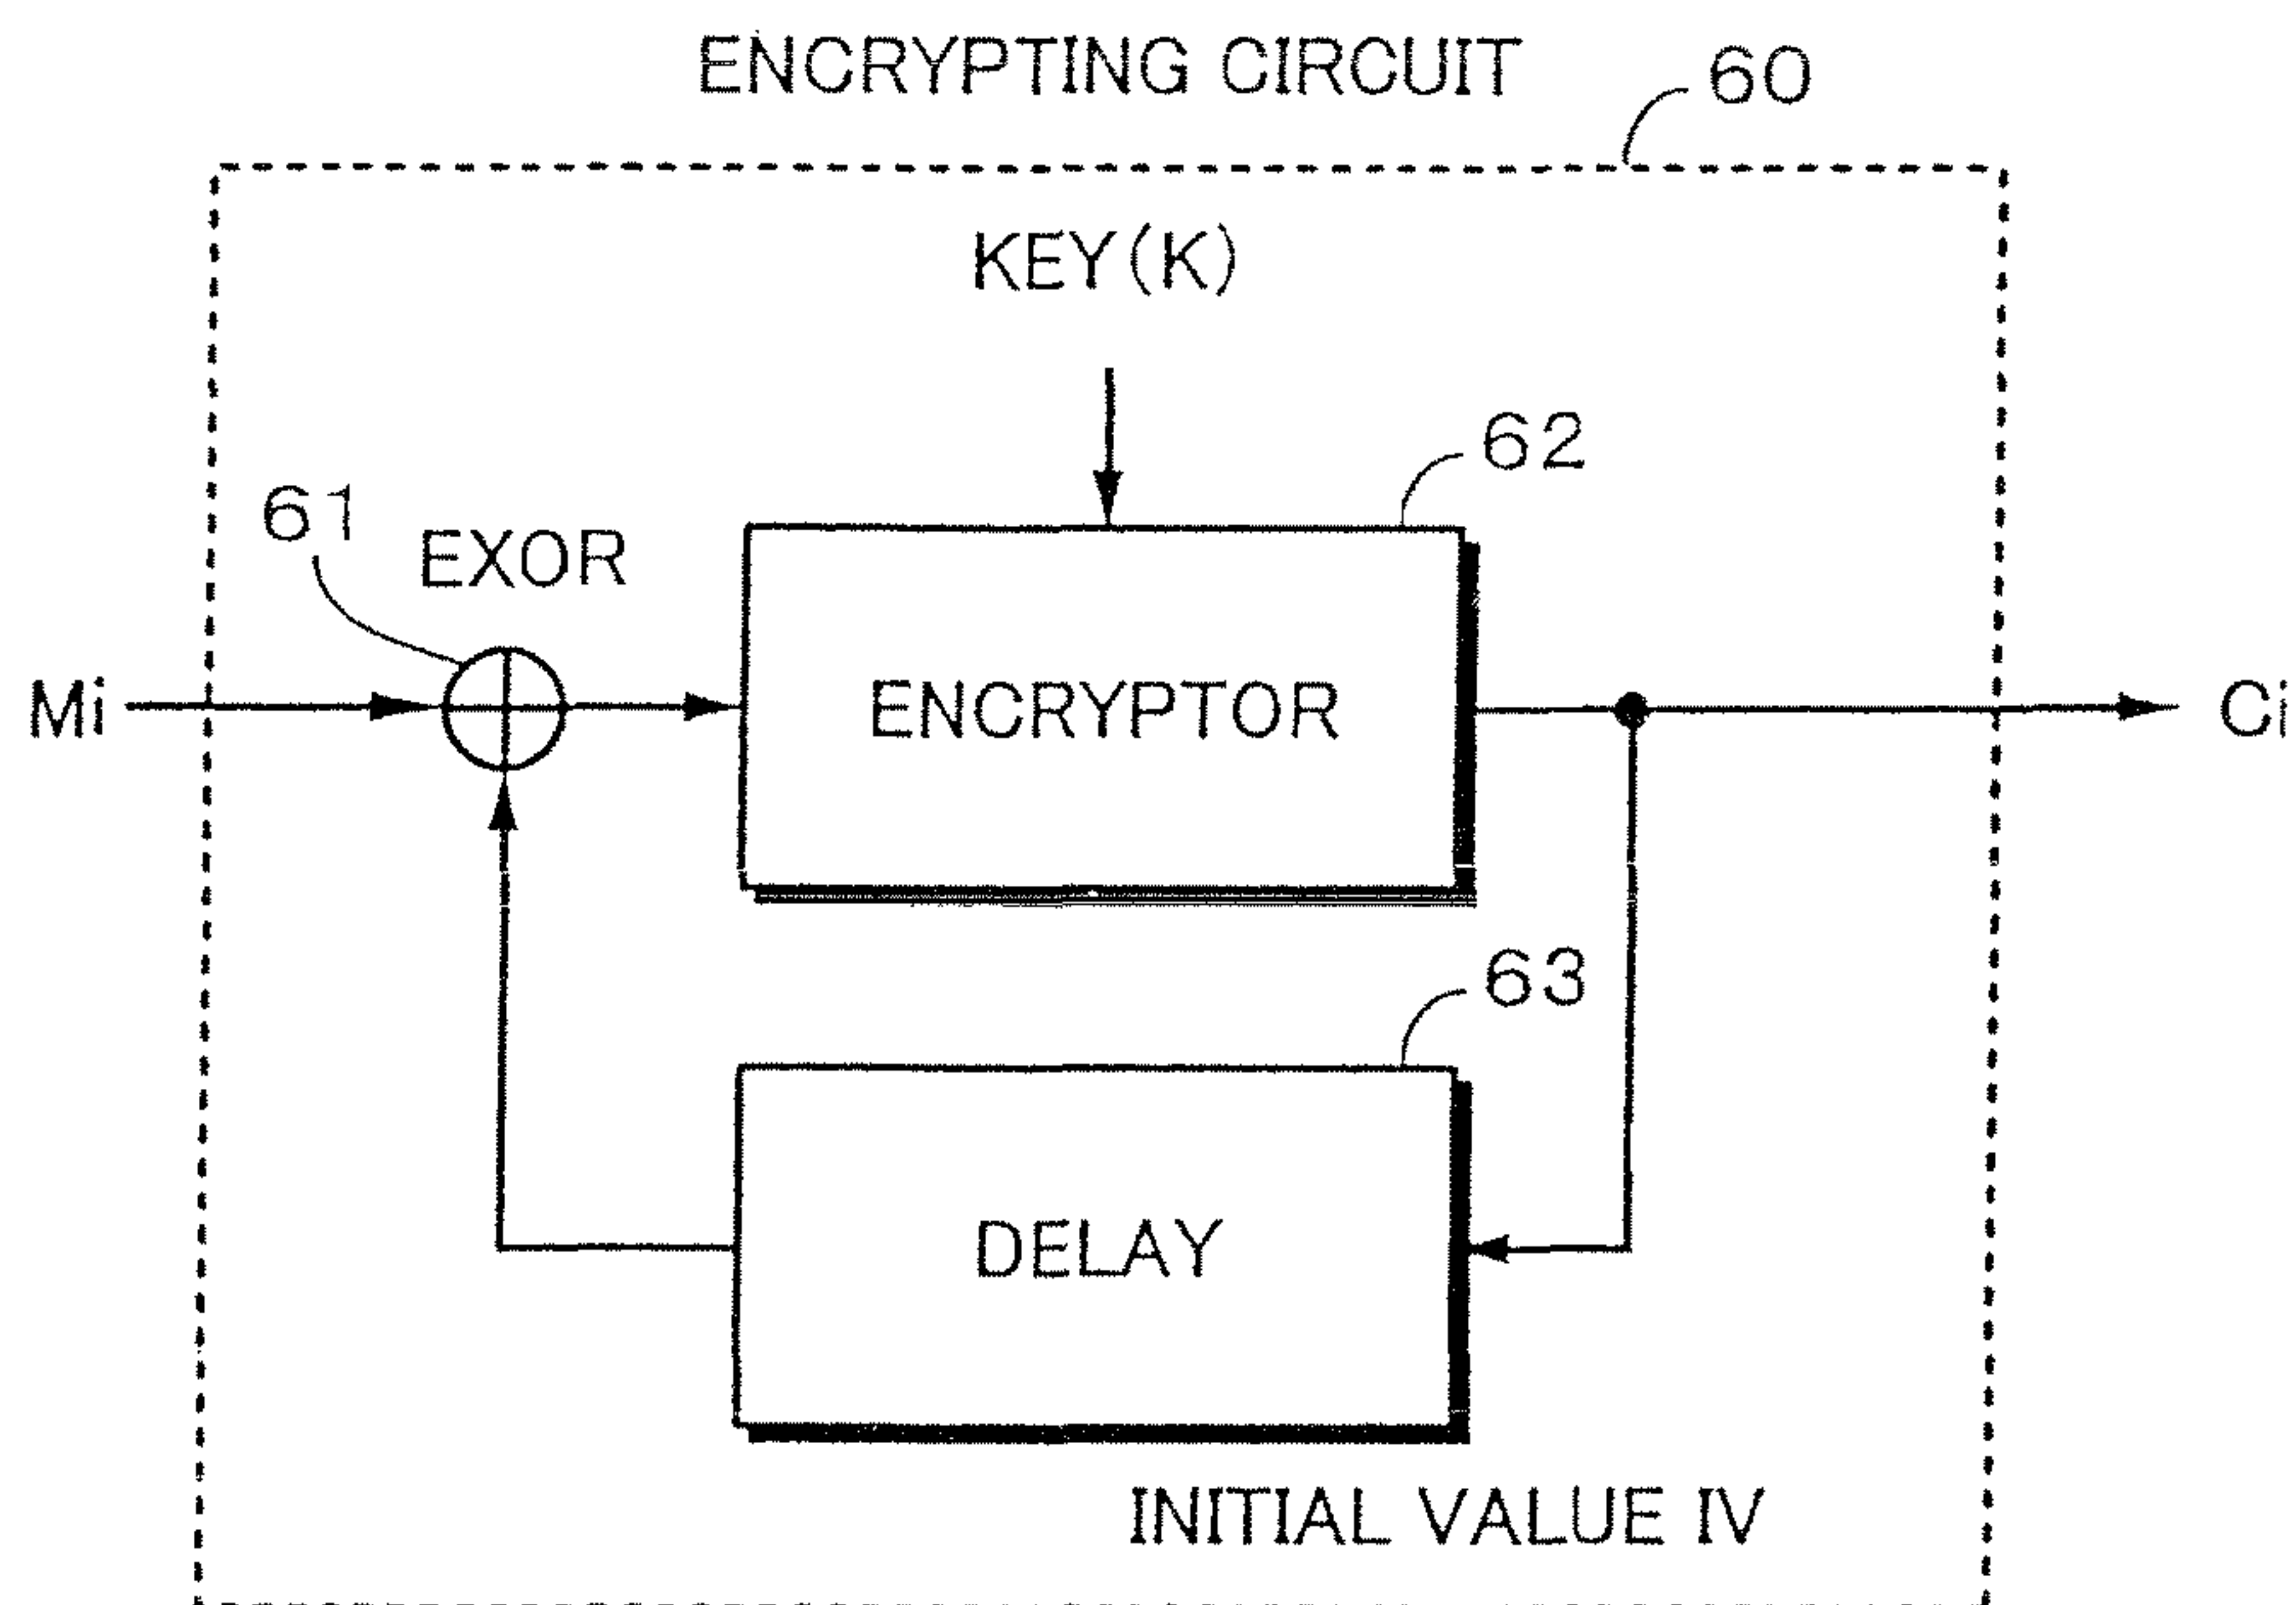 ENCRYPTING CIRCUIT
60
KEY(K)
62
61
EXOR
Mi
ENCRYPTOR
Ci
63
DELAY
INITIAL VALUE IV